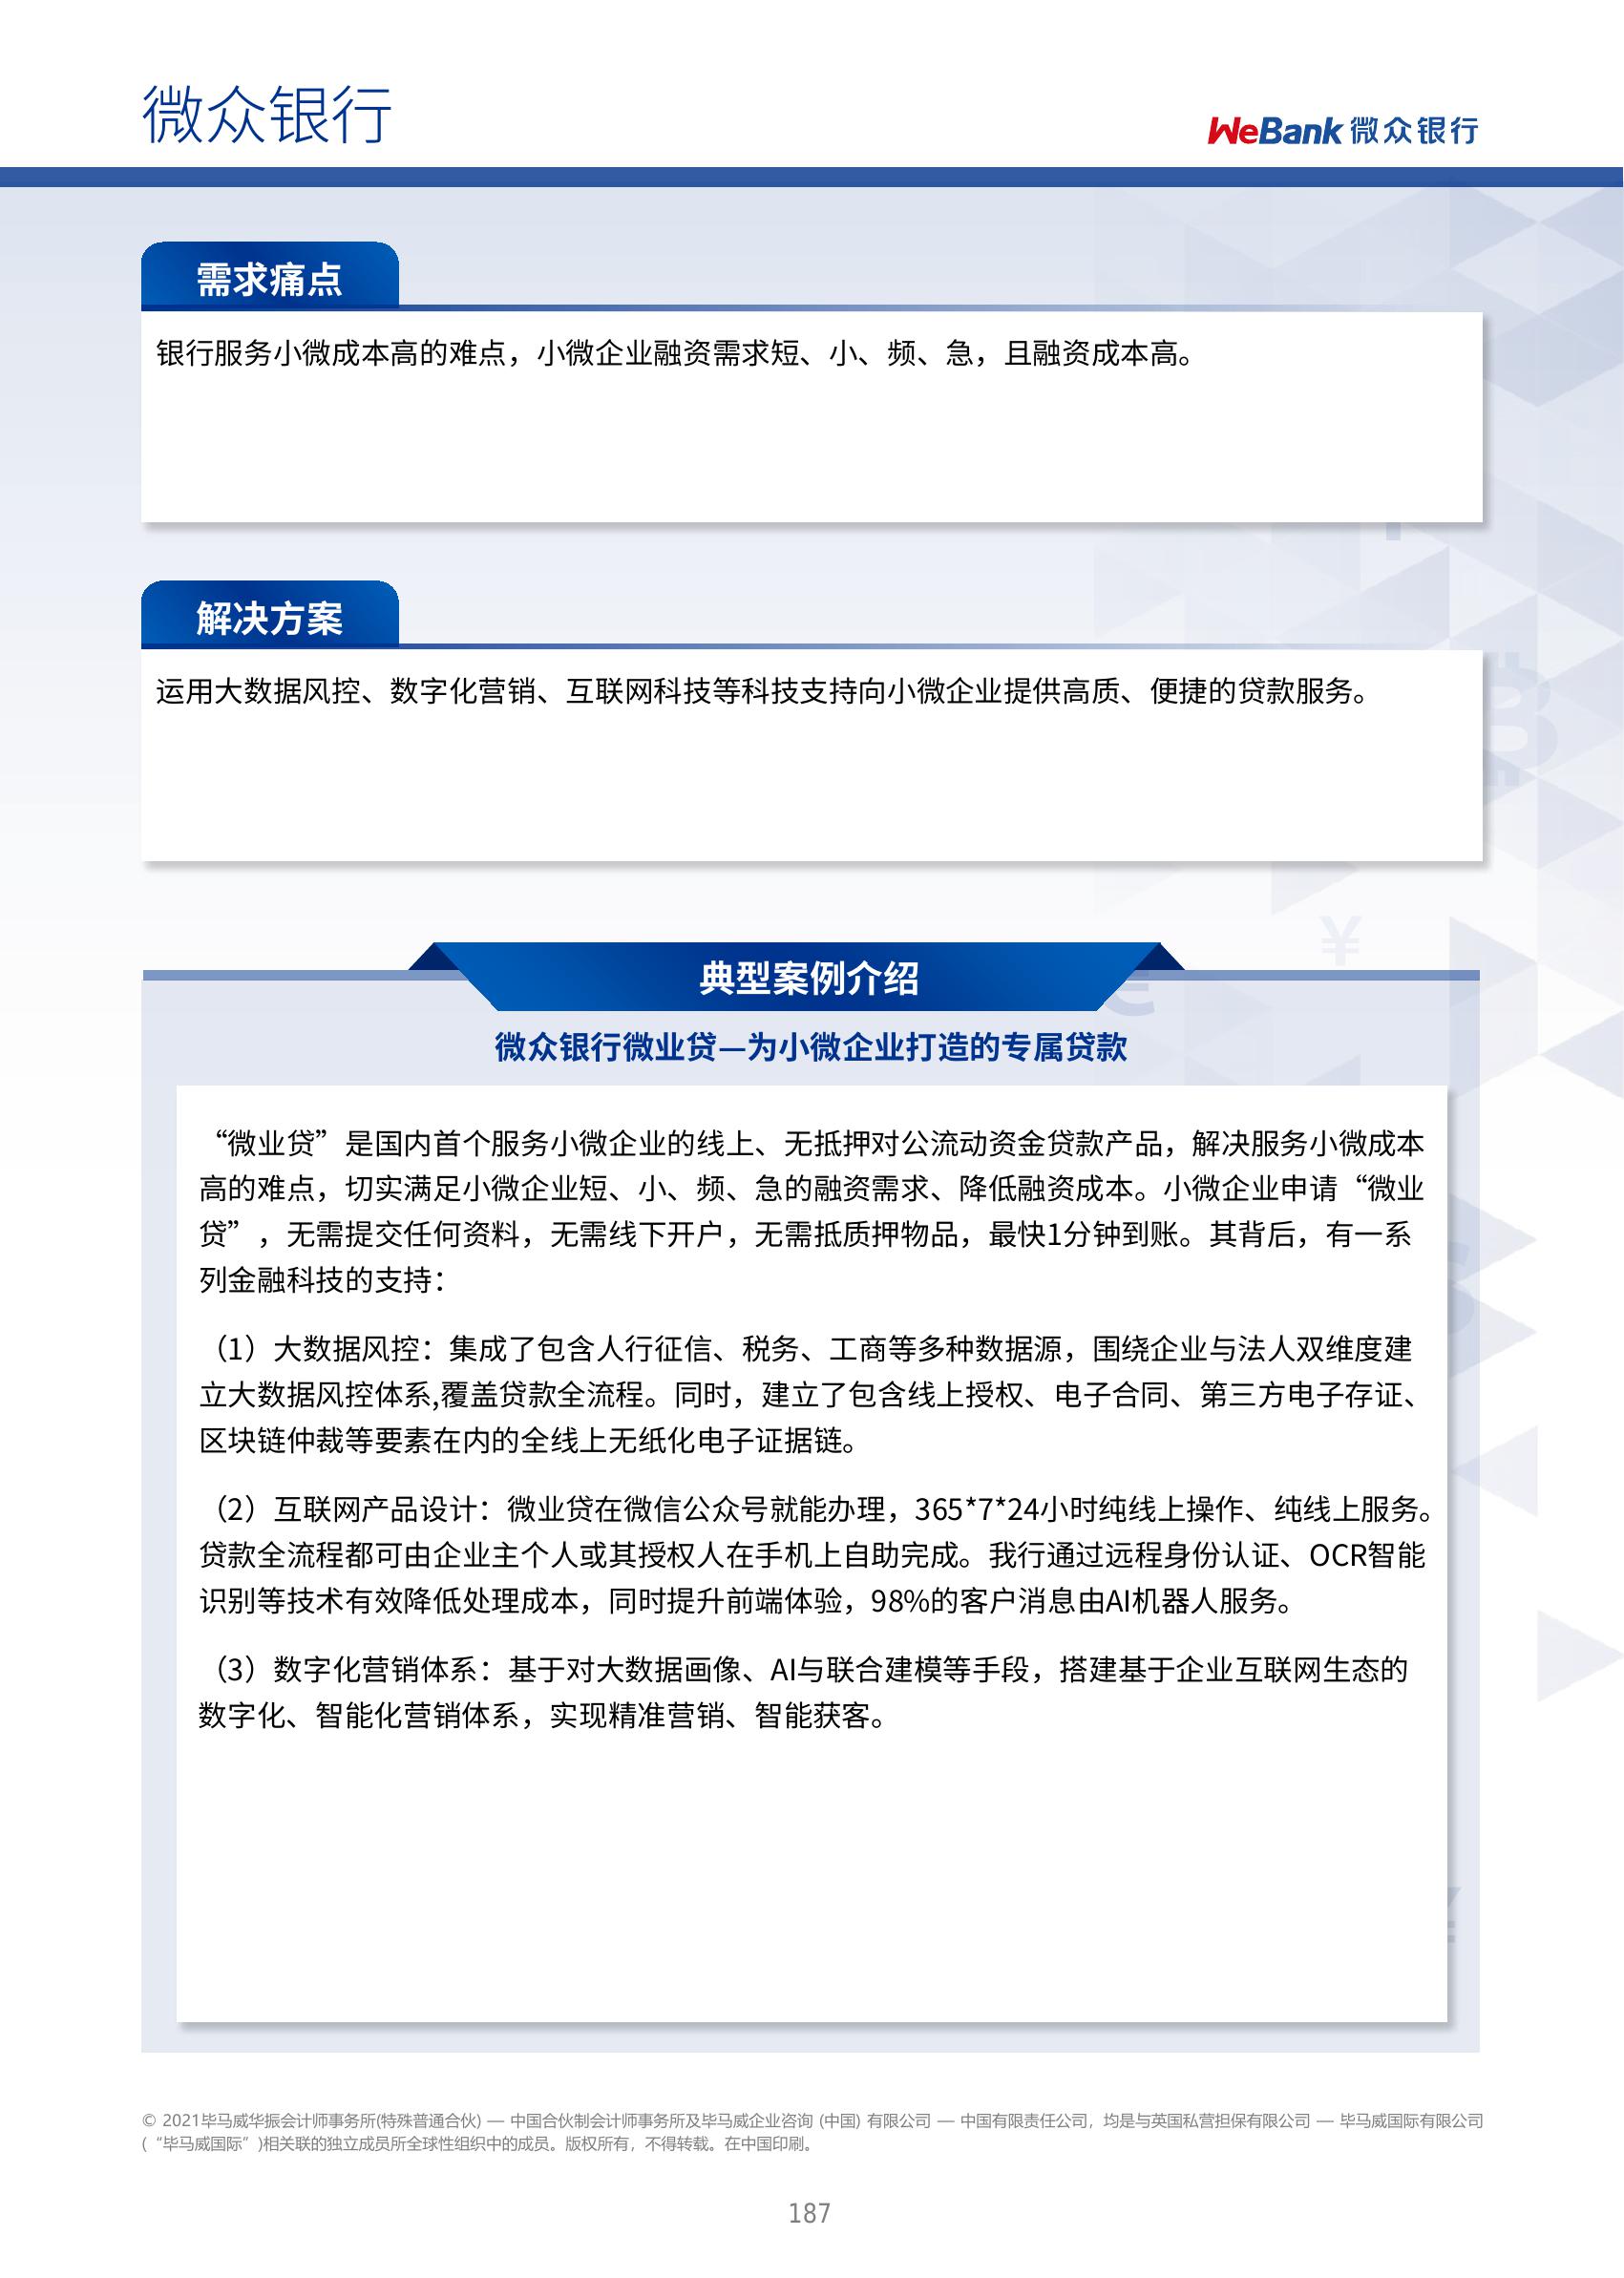 微众银行
WeBank 微众银行
需求痛点
银行服务小微成本高的难点，小微企业融资需求短、小、频、急，且融资成本高。
解决方案
运用大数据风控、数字化营销、互联网科技等科技支持向小微企业提供高质、便捷的贷款服务。
典型案例介绍
微众银行微业贷—为小微企业打造的专属贷款
“微业贷”是国内首个服务小微企业的线上、无抵押对公流动资金贷款产品，解决服务小微成本
高的难点，切实满足小微企业短、小、频、急的融资需求、降低融资成本。小微企业申请“微业
贷”，无需提交任何资料，无需线下开户，无需抵质押物品，最快1分钟到账。其背后，有一系
列金融科技的支持：
（1）大数据风控：集成了包含人行征信、税务、工商等多种数据源，围绕企业与法人双维度建
立大数据风控体系,覆盖贷款全流程。同时，建立了包含线上授权、电子合同、第三方电子存证、
区块链仲裁等要素在内的全线上无纸化电子证据链。
（2）互联网产品设计：微业贷在微信公众号就能办理，365*7*24小时纯线上操作、纯线上服务。
贷款全流程都可由企业主个人或其授权人在手机上自助完成。我行通过远程身份认证、OCR智能
识别等技术有效降低处理成本，同时提升前端体验，98%的客户消息由AI机器人服务。
（3）数字化营销体系：基于对大数据画像、AI与联合建模等手段，搭建基于企业互联网生态的
数字化、智能化营销体系，实现精准营销、智能获客。
© 2021毕马威华振会计师事务所(特殊普通合伙) — 中国合伙制会计师事务所及毕马威企业咨询 (中国) 有限公司 — 中国有限责任公司，均是与英国私营担保有限公司 — 毕马威国际有限公司
(“毕马威国际”)相关联的独立成员所全球性组织中的成员。版权所有，不得转载。在中国印刷。
187